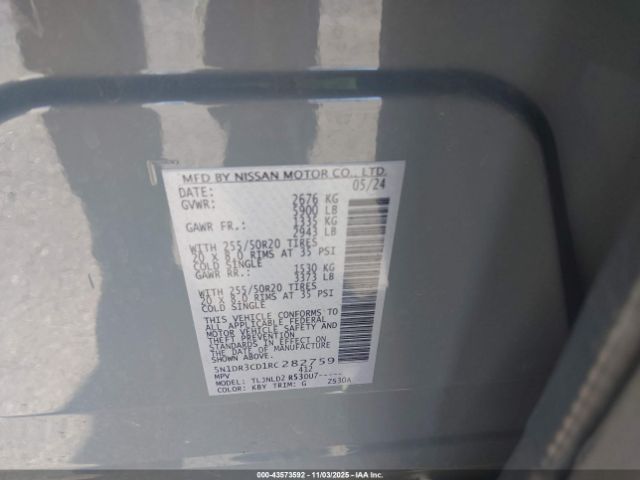 MFD BY NISSAN MOTOR CO., LTD.
DATE: 05/24
GVWR: 2676 KG
5900 LB
GAWR FR.: 1335 KG
2943 LB
WITH 255/50R20 TIRES
20 X 8.0 RIMS AT 35 PSI
COLD SINGLE
GAWR RR.: 1530 KG
3373 LB
WITH 255/50R20 TIRES
20 X 8.0 RIMS AT 35 PSI
COLD SINGLE
THIS VEHICLE CONFORMS TO
ALL APPLICABLE FEDERAL
MOTOR VEHICLE SAFETY AND
THEFT PREVENTION
STANDARDS IN EFFECT
ON THE DATE OF
MANUFACTURE SHOWN ABOVE.
5N1DR3CD1RC282759
MPV 412
MODEL: TLJNLD2 R53OU7-----
COLOR: KBY TRIM: G Z530A
000-43573592 - 11/03/2025 - IAA Inc.